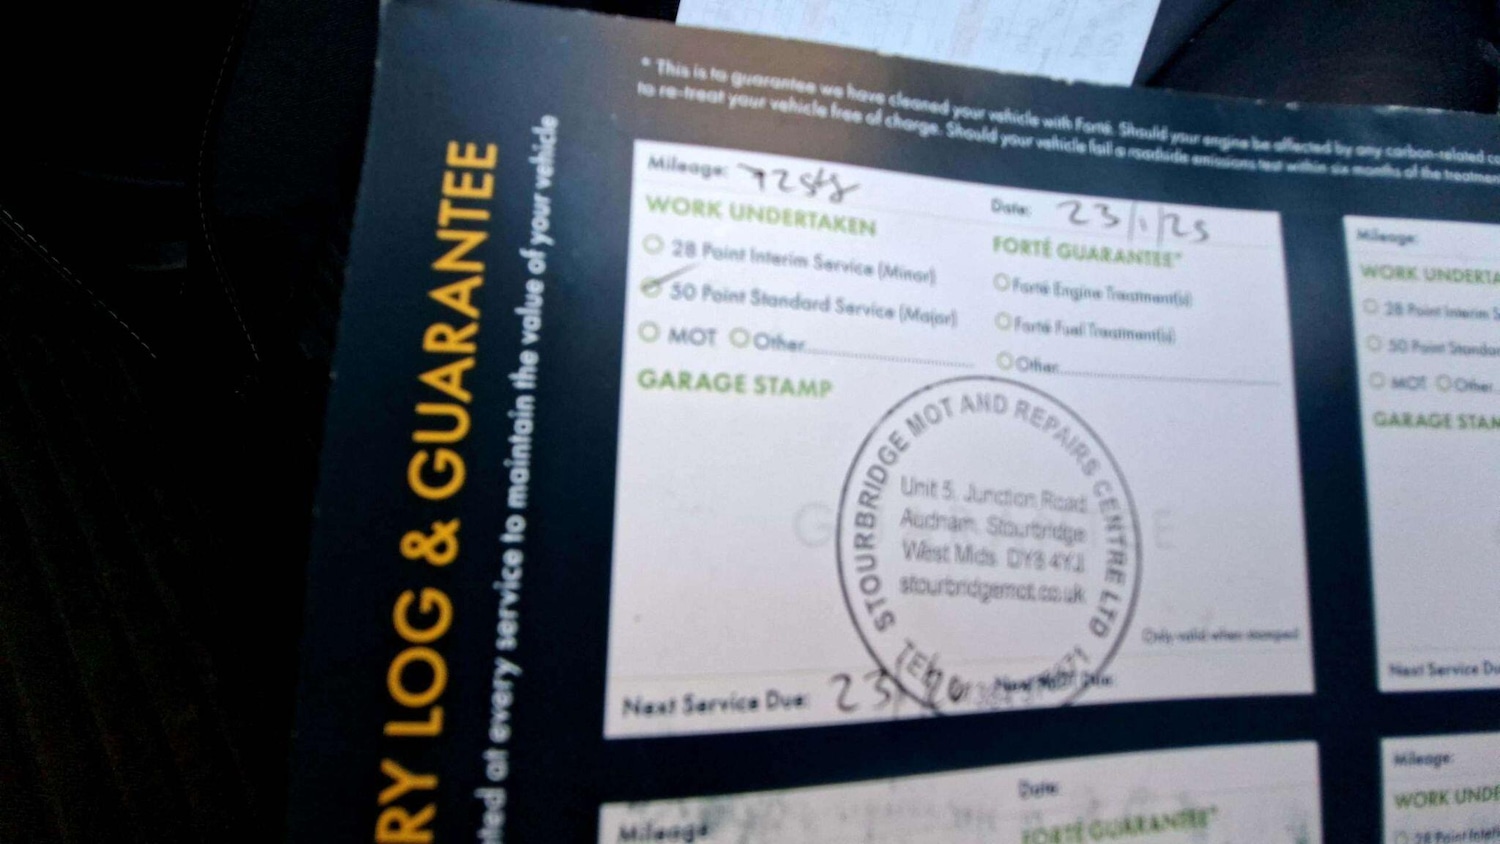 * This is to guarantee we have cleaned your vehicle with Forté. Should your engine be affected by any carbon-related
to re-treat your vehicle free of charge. Should your vehicle fail a roadside emissions test within six months of the treatment
RY LOG & GUARANTEE
at every service to maintain the value of your vehicle
Mileage:
Date: 23/1/25
WORK UNDERTAKEN
28 Point Interim Service (Minor)
50 Point Standard Service (Major)
MOT Other
FORTÉ GUARANTEE*
Forté Engine Treatment(s)
Forté Fuel Treatment(s)
Other
GARAGE STAMP
STOURBRIDGE MOT AND REPAIRS CENTRE LTD
Unit 5, Junction Road
Audnam, Stourbridge
West Mids DY8 4YJ
stourbridgemot.co.uk
TEL
Only valid when stamped
Next Service Due: 23/
Mileage:
WORK UNDERTA
28 Point Interim S
50 Point Standar
MOT Other
GARAGE STAM
Next Service Du
Mileage
Date:
FORTÉ GUARANTEE*
Mileage:
WORK UNDE
28 Point Inte